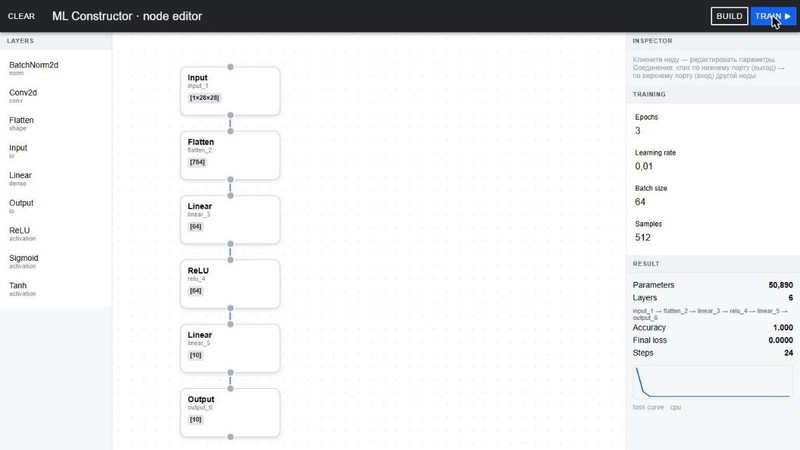 CLEAR
ML Constructor · node editor
BUILD
TRAIN ▶
LAYERS
BatchNorm2d
norm
Conv2d
conv
Flatten
shape
Input
io
Linear
dense
Output
io
ReLU
activation
Sigmoid
activation
Tanh
activation
Input
input_1
[1×28×28]
Flatten
flatten_2
[784]
Linear
linear_3
[64]
ReLU
relu_4
[64]
Linear
linear_5
[10]
Output
output_6
[10]
INSPECTOR
Кликните ноду — редактировать параметры.
Соединение: клик по нижнему порту (выход) →
по верхнему порту (вход) другой ноды.
TRAINING
Epochs
3
Learning rate
0,01
Batch size
64
Samples
512
RESULT
Parameters 50,890
Layers 6
input_1 → flatten_2 → linear_3 → relu_4 → linear_5 →
output_6
Accuracy 1.000
Final loss 0.0000
Steps 24
loss curve · cpu